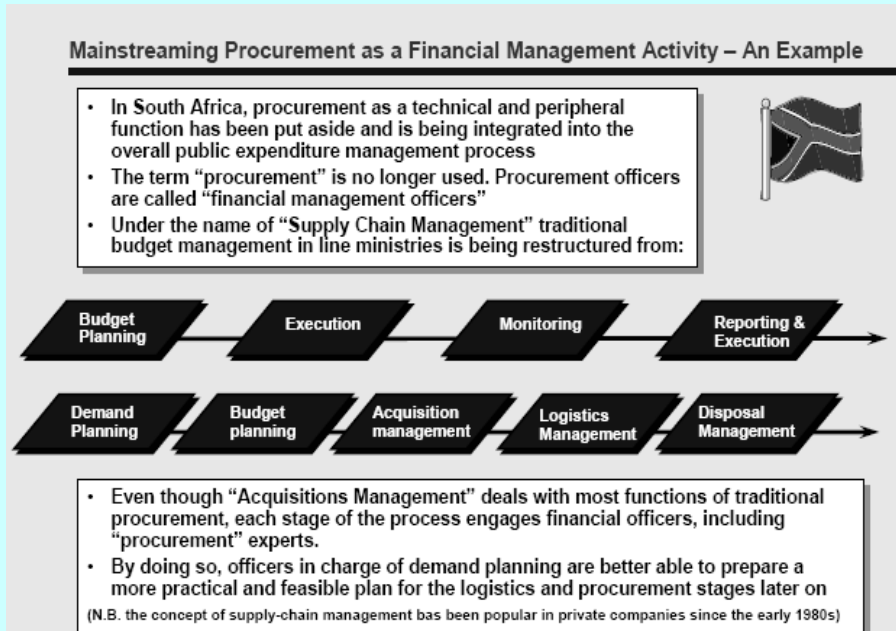 Mainstreaming Procurement as a Financial Management Activity – An Example
• In South Africa, procurement as a technical and peripheral
function has been put aside and is being integrated into the
overall public expenditure management process
• The term “procurement” is no longer used. Procurement officers
are called “financial management officers”
• Under the name of “Supply Chain Management” traditional
budget management in line ministries is being restructured from:
Budget
Planning
Execution
Monitoring
Reporting &
Execution
Demand
Planning
Budget
planning
Acquisition
management
Logistics
Management
Disposal
Management
• Even though “Acquisitions Management” deals with most functions of traditional
procurement, each stage of the process engages financial officers, including
“procurement” experts.
• By doing so, officers in charge of demand planning are better able to prepare a
more practical and feasible plan for the logistics and procurement stages later on
(N.B. the concept of supply-chain management bas been popular in private companies since the early 1980s)